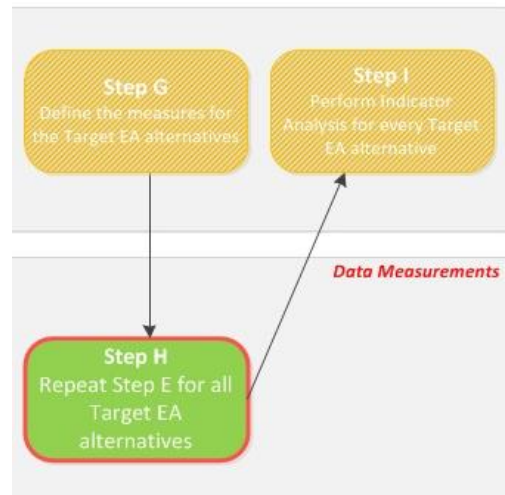 Step G
Define the measures for
the Target EA alternatives
Step I
Perform Indicator
Analysis for every Target
EA alternative
Data Measurements
Step H
Repeat Step E for all
Target EA
alternatives